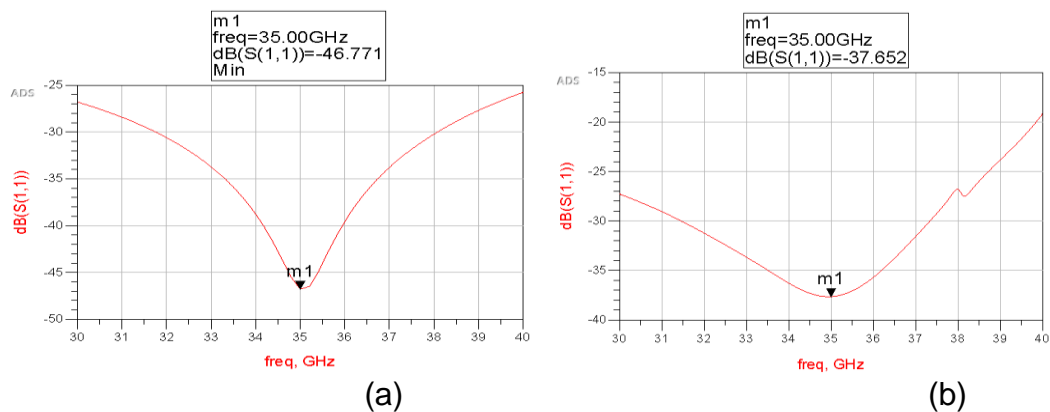 m1
freq=35.00GHz
dB(S(1,1))=-46.771
Min
ADS
-25
-30
-35
-40
-45
-50
dB(S(1,1))
m1
30 31 32 33 34 35 36 37 38 39 40
freq, GHz
(a)
m1
freq=35.00GHz
dB(S(1,1))=-37.652
ADS
-15
-20
-25
-30
-35
-40
dB(S(1,1))
m1
30 31 32 33 34 35 36 37 38 39 40
freq, GHz
(b)